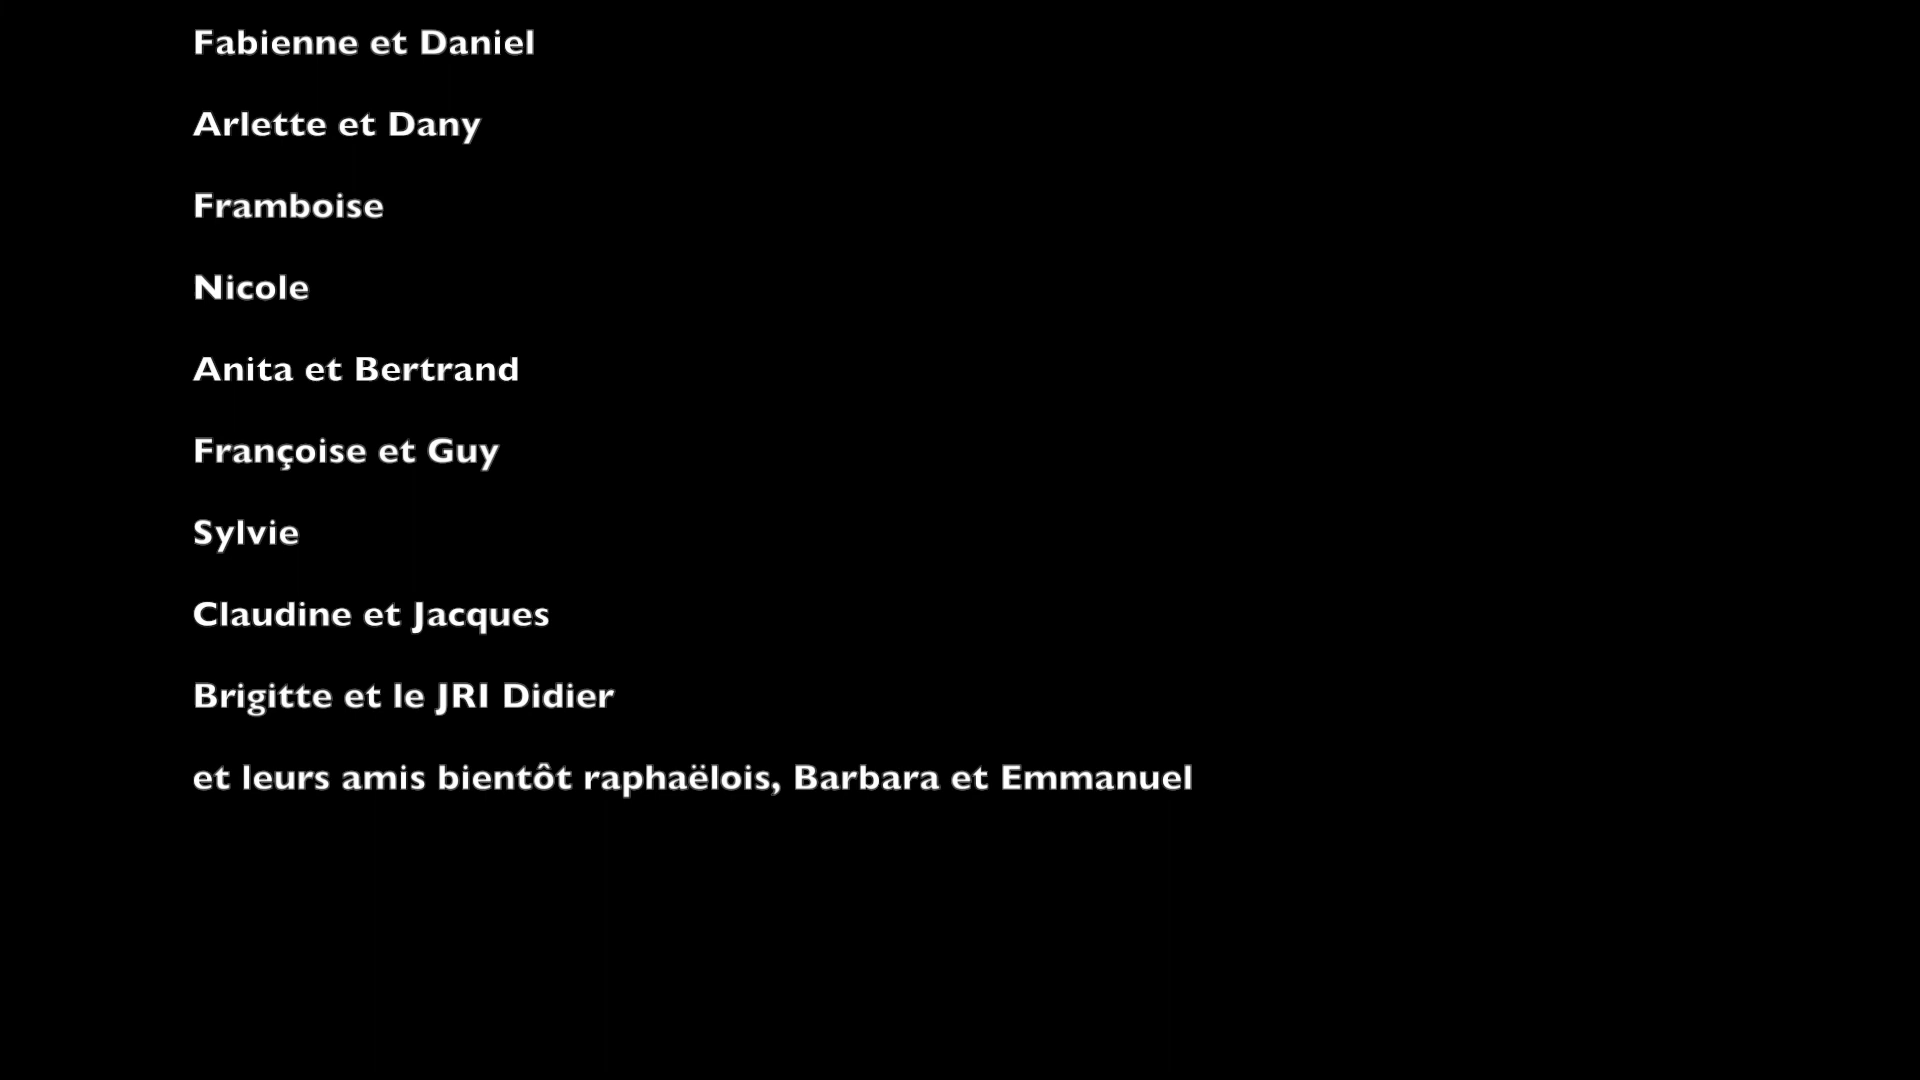 Fabienne et Daniel
Arlette et Dany
Framboise
Nicole
Anita et Bertrand
Françoise et Guy
Sylvie
Claudine et Jacques
Brigitte et le JRI Didier
et leurs amis bientôt raphaëlois, Barbara et Emmanuel